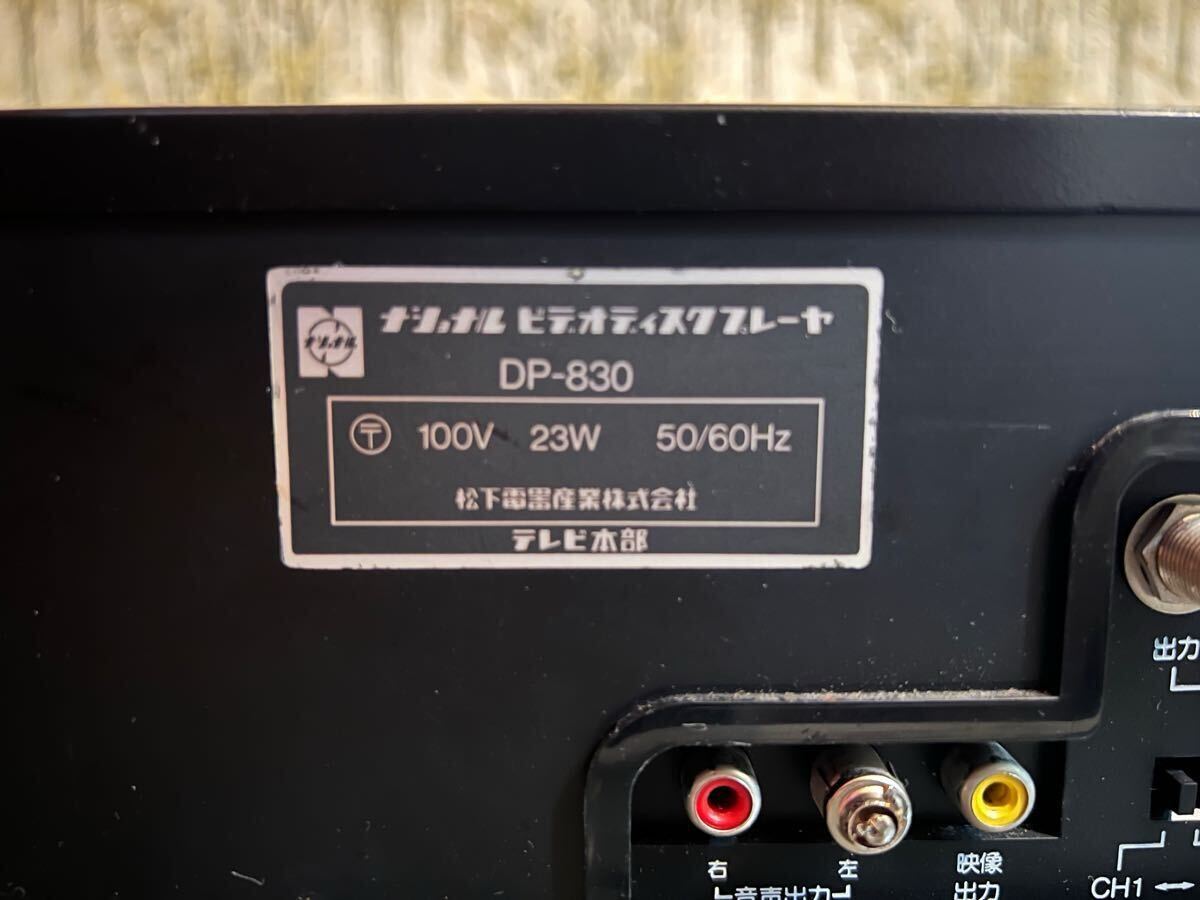 ナショナル
ナショナル ビデオディスクプレーヤ
DP-830
〒 100V 23W 50/60Hz
松下電器産業株式会社
テレビ本部
出力
右 左 映像
音声出力 出力
CH1